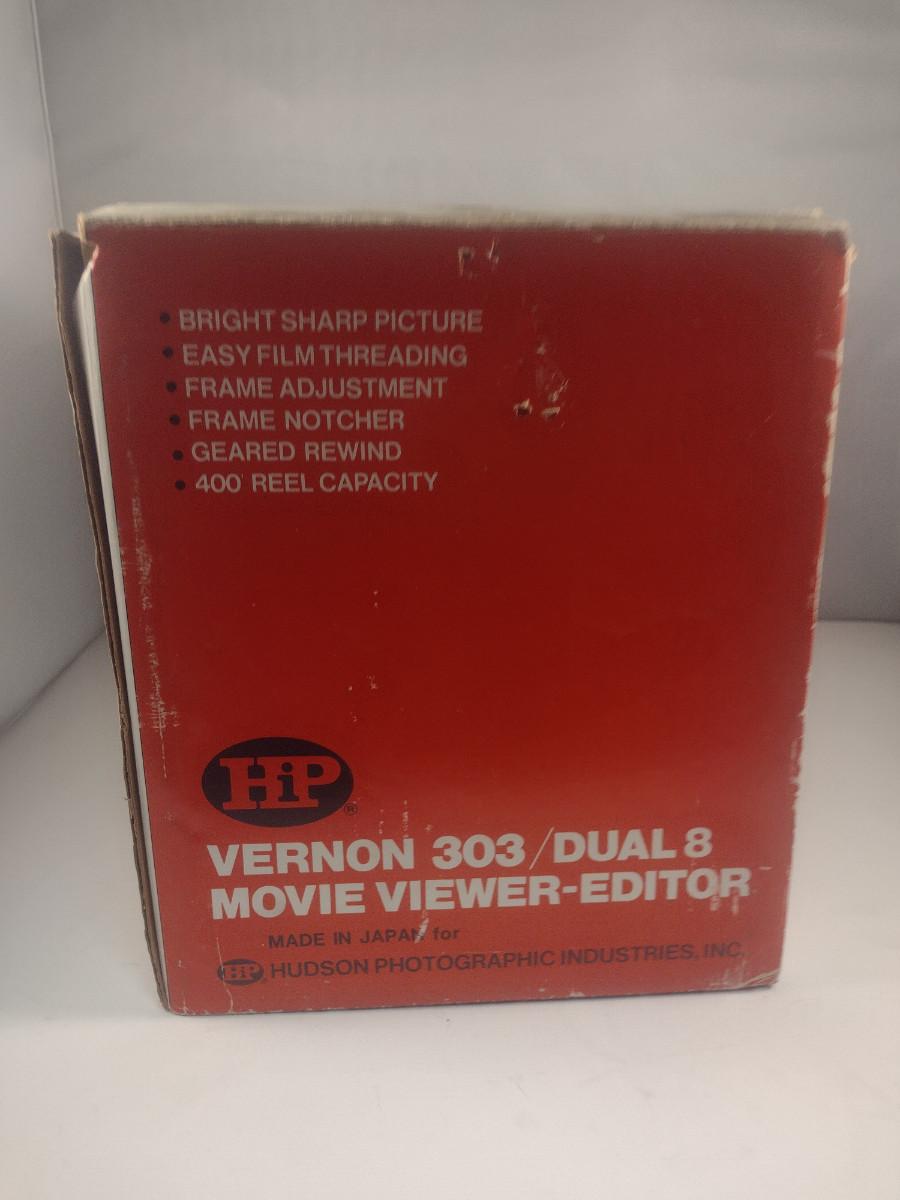 • BRIGHT SHARP PICTURE
• EASY FILM THREADING
• FRAME ADJUSTMENT
• FRAME NOTCHER
• GEARED REWIND
• 400' REEL CAPACITY
HiP®
VERNON 303/DUAL 8
MOVIE VIEWER-EDITOR
MADE IN JAPAN for
HiP® HUDSON PHOTOGRAPHIC INDUSTRIES, INC.